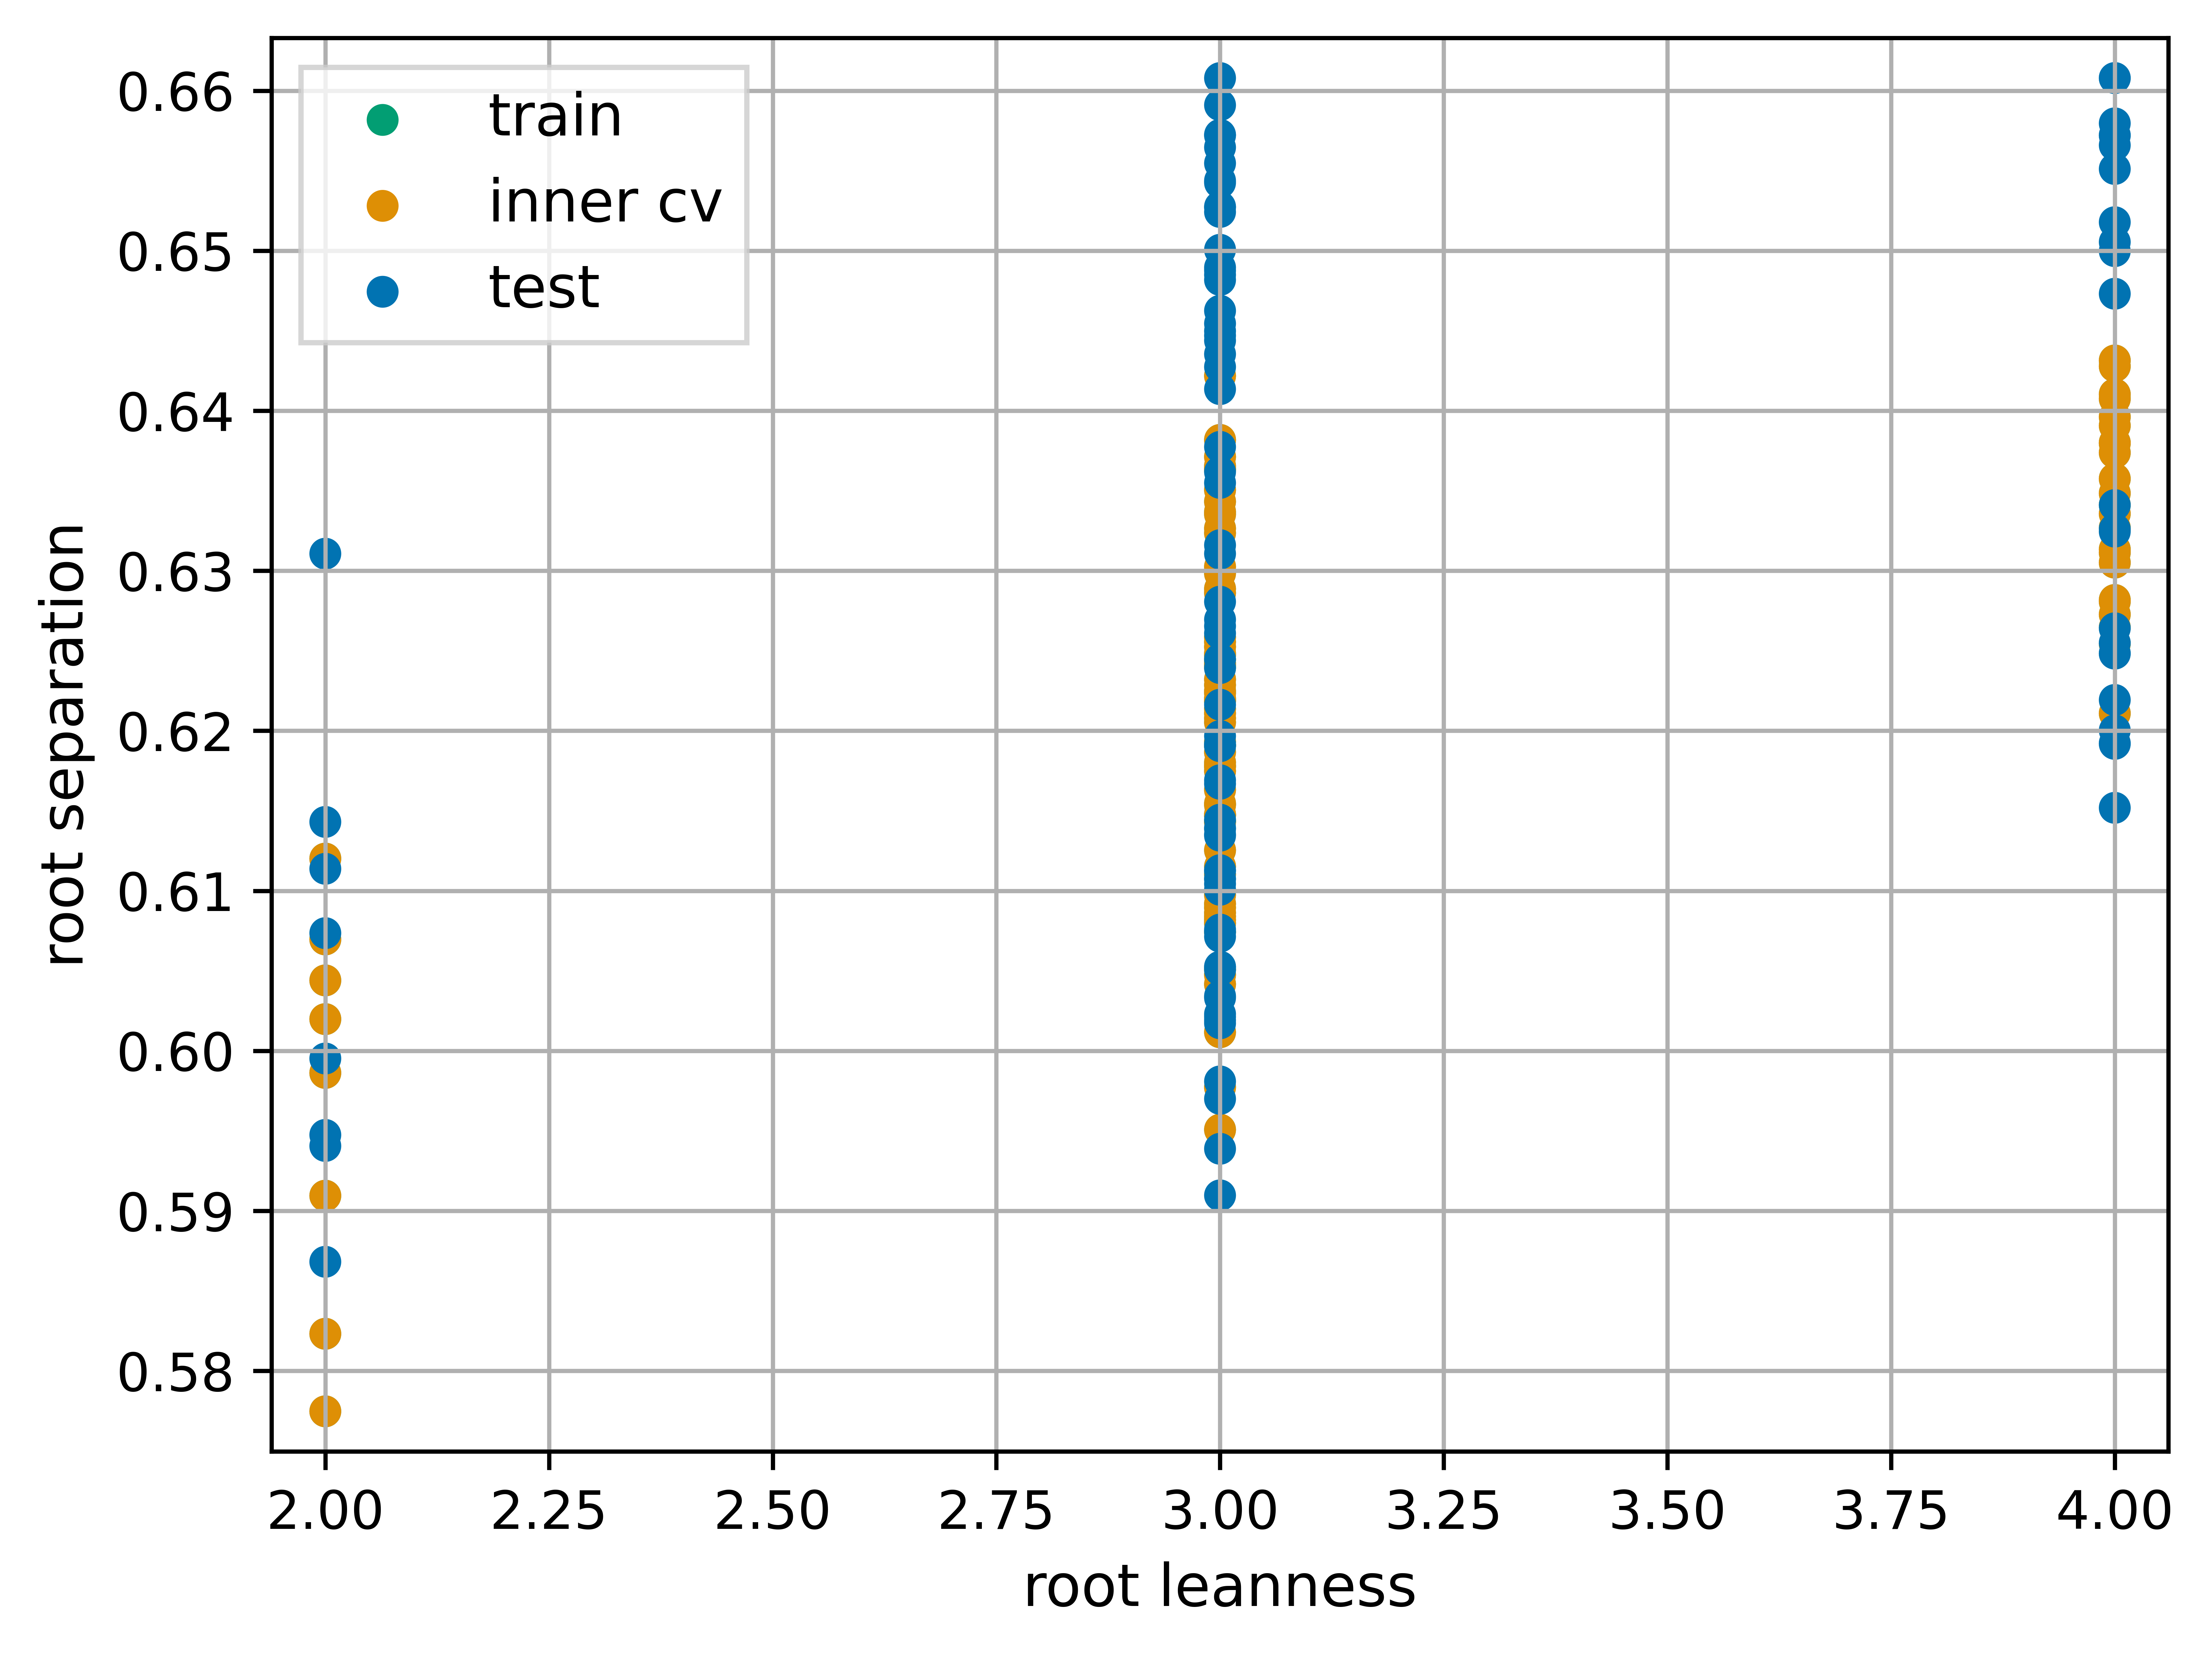 train
inner cv
test
0.66
0.65
0.64
0.63
0.62
0.61
0.60
0.59
0.58
root separation
2.00 2.25 2.50 2.75 3.00 3.25 3.50 3.75 4.00
root leanness